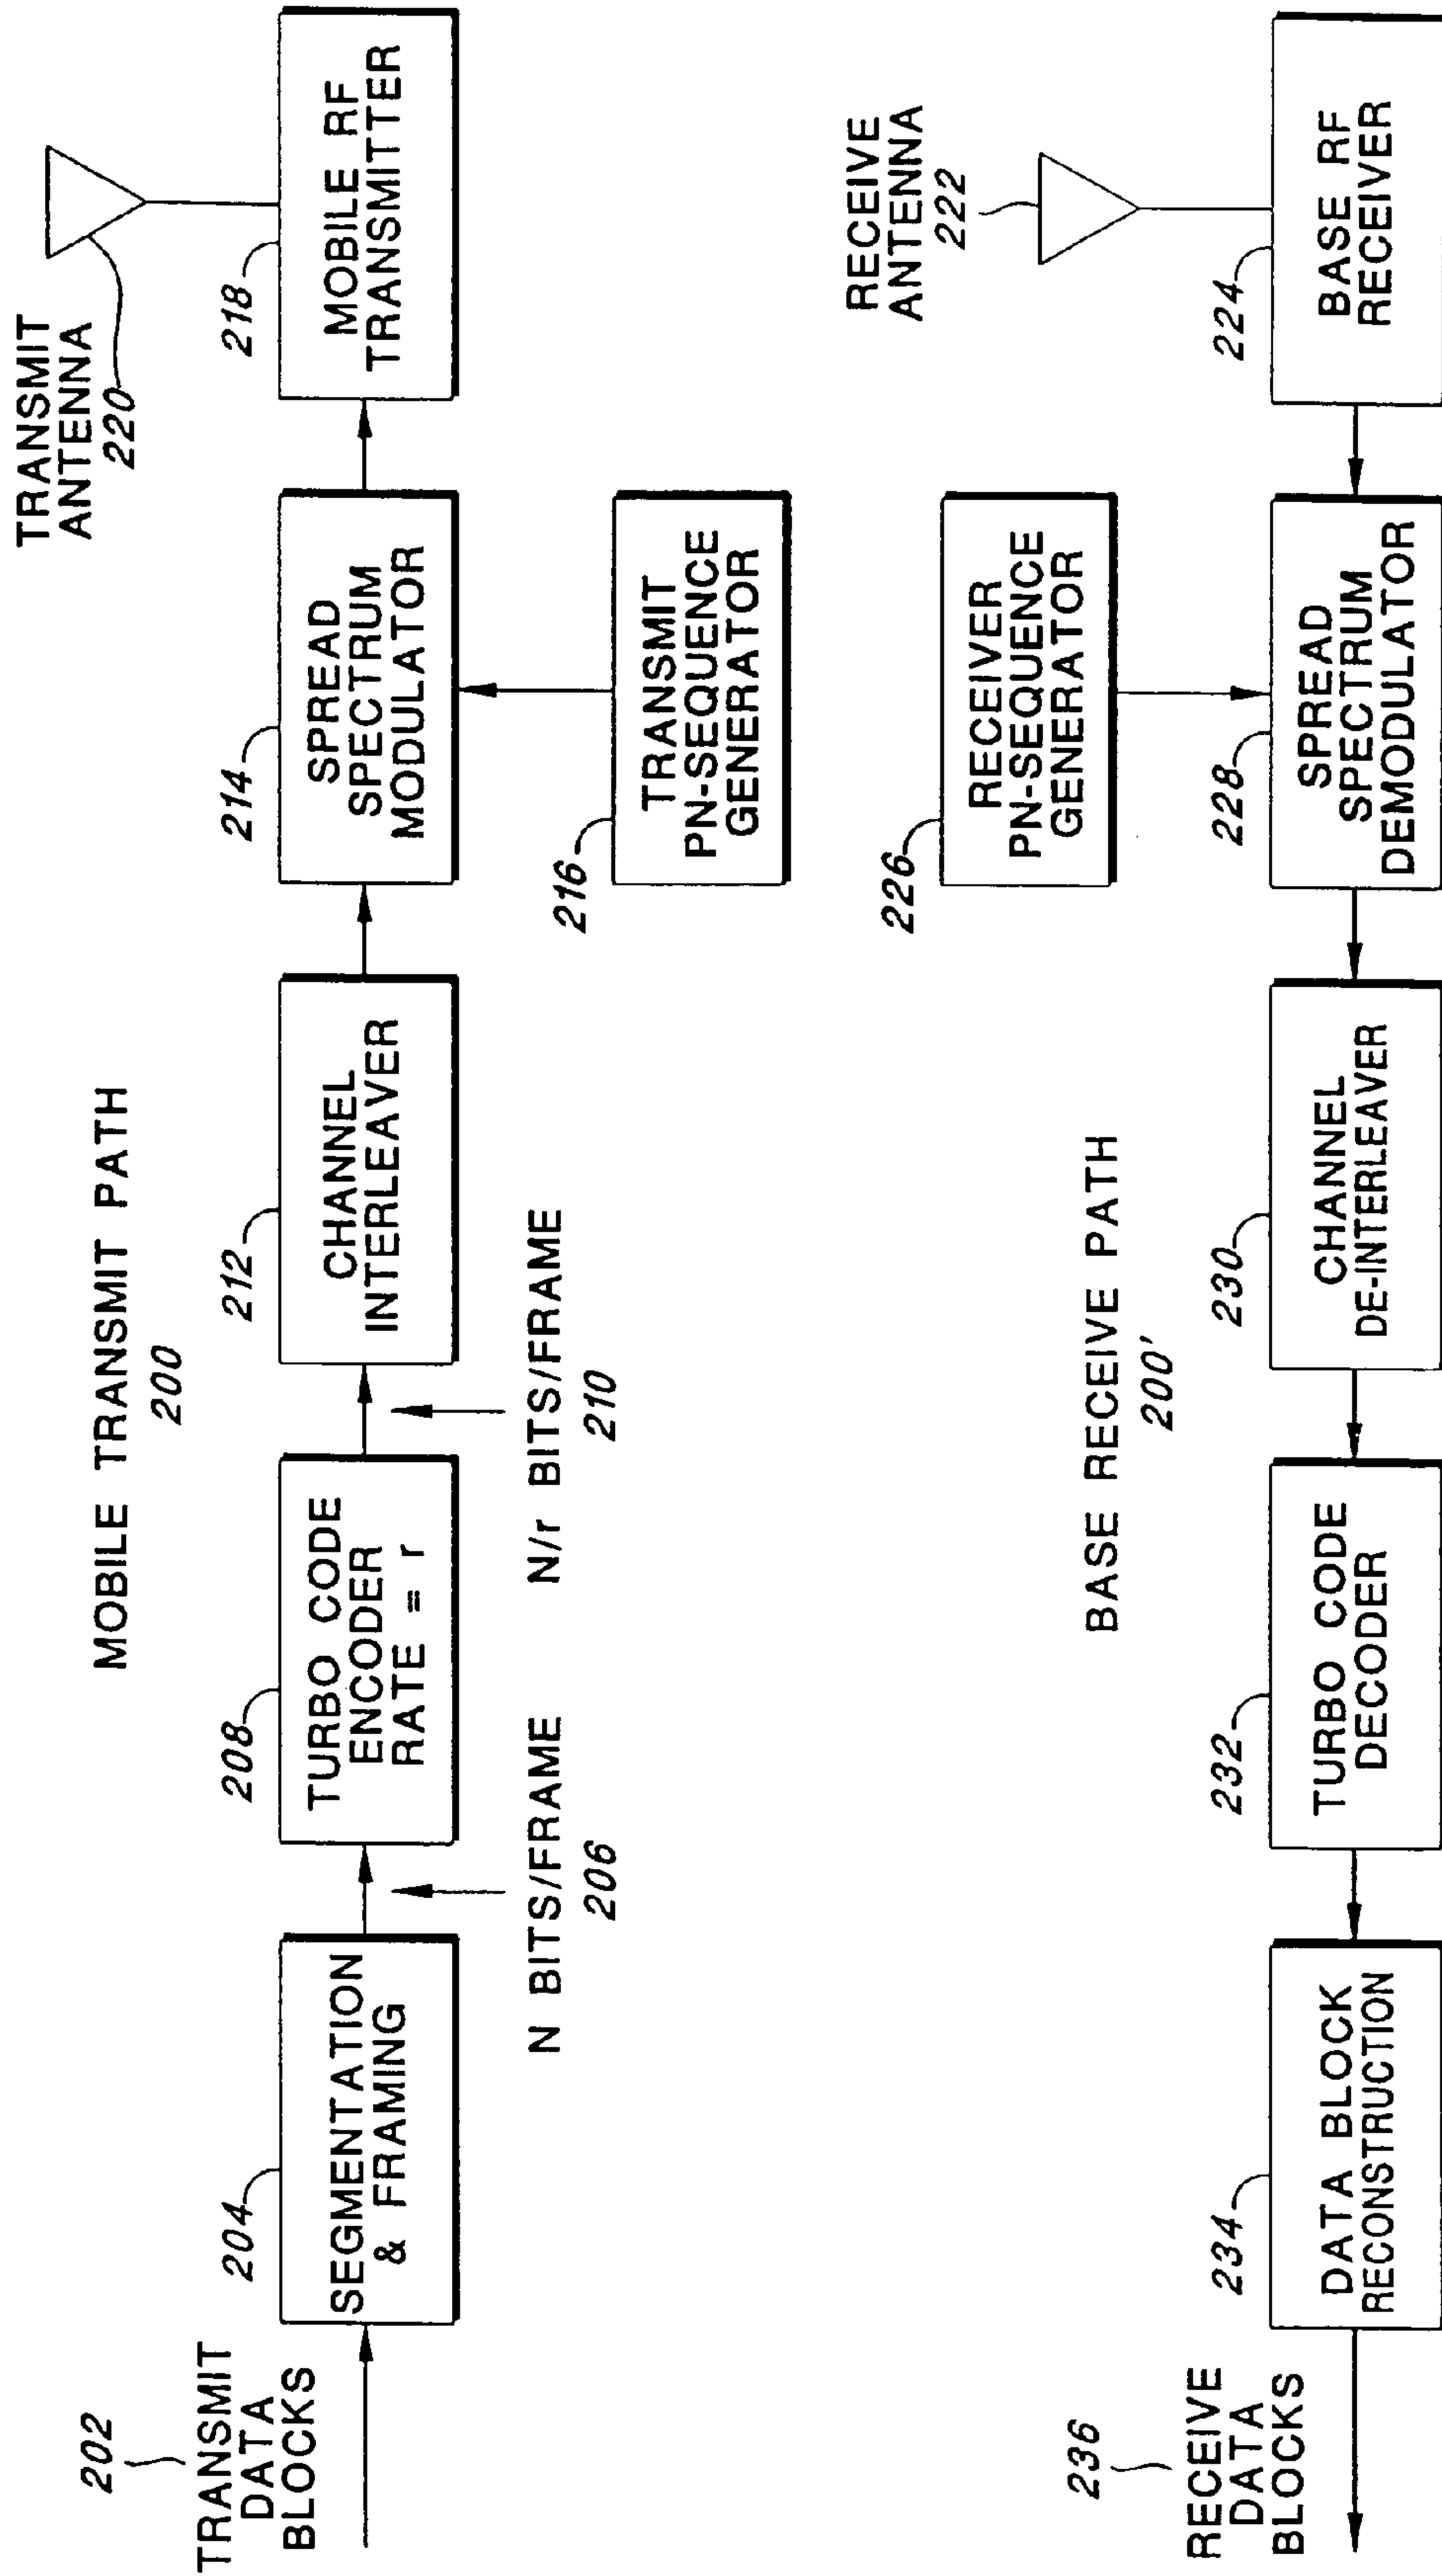 MOBILE TRANSMIT PATH
200
202
TRANSMIT
DATA
BLOCKS
204
SEGMENTATION
& FRAMING
N BITS/FRAME
206
208
TURBO CODE
ENCODER
RATE = r
N/r BITS/FRAME
210
212
CHANNEL
INTERLEAVER
214
SPREAD
SPECTRUM
MODULATOR
216
TRANSMIT
PN-SEQUENCE
GENERATOR
218
MOBILE RF
TRANSMITTER
TRANSMIT
ANTENNA
220
BASE RECEIVE PATH
200'
RECEIVE
ANTENNA
222
224
BASE RF
RECEIVER
226
RECEIVER
PN-SEQUENCE
GENERATOR
228
SPREAD
SPECTRUM
DEMODULATOR
230
CHANNEL
DE-INTERLEAVER
232
TURBO CODE
DECODER
234
DATA BLOCK
RECONSTRUCTION
236
RECEIVE
DATA
BLOCKS